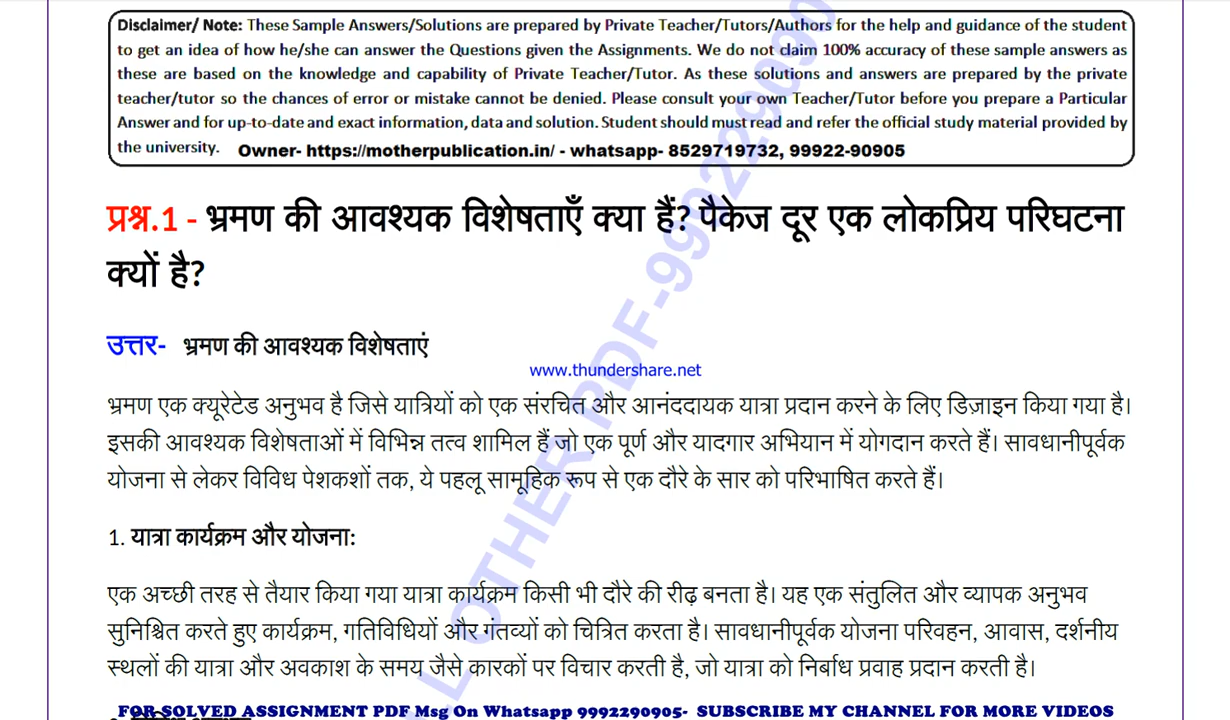 Disclaimer/ Note: These Sample Answers/Solutions are prepared by Private Teacher/Tutors/Authors for the help and guidance of the student
to get an idea of how he/she can answer the Questions given the Assignments. We do not claim 100% accuracy of these sample answers as
these are based on the knowledge and capability of Private Teacher/Tutor. As these solutions and answers are prepared by the private
teacher/tutor so the chances of error or mistake cannot be denied. Please consult your own Teacher/Tutor before you prepare a Particular
Answer and for up-to-date and exact information, data and solution. Student should must read and refer the official study material provided by
the university. Owner- https://motherpublication.in/ - whatsapp- 8529719732, 99922-90905
प्रश्न.1 - भ्रमण की आवश्यक विशेषताएँ क्या हैं? पैकेज दूर एक लोकप्रिय परिघटना
क्यों है?
उत्तर- भ्रमण की आवश्यक विशेषताएं
www.thundershare.net
भ्रमण एक क्यूरेटेड अनुभव है जिसे यात्रियों को एक संरचित और आनंददायक यात्रा प्रदान करने के लिए डिज़ाइन किया गया है।
इसकी आवश्यक विशेषताओं में विभिन्न तत्व शामिल हैं जो एक पूर्ण और यादगार अभियान में योगदान करते हैं। सावधानीपूर्वक
योजना से लेकर विविध पेशकशों तक, ये पहलू सामूहिक रूप से एक दौरे के सार को परिभाषित करते हैं।
1. यात्रा कार्यक्रम और योजना:
एक अच्छी तरह से तैयार किया गया यात्रा कार्यक्रम किसी भी दौरे की रीढ़ बनता है। यह एक संतुलित और व्यापक अनुभव
सुनिश्चित करते हुए कार्यक्रम, गतिविधियों और गंतव्यों को चित्रित करता है। सावधानीपूर्वक योजना परिवहन, आवास, दर्शनीय
स्थलों की यात्रा और अवकाश के समय जैसे कारकों पर विचार करती है, जो यात्रा को निर्बाध प्रवाह प्रदान करती है।
FOR SOLVED ASSIGNMENT PDF Msg On Whatsapp 9992290905- SUBSCRIBE MY CHANNEL FOR MORE VIDEOS